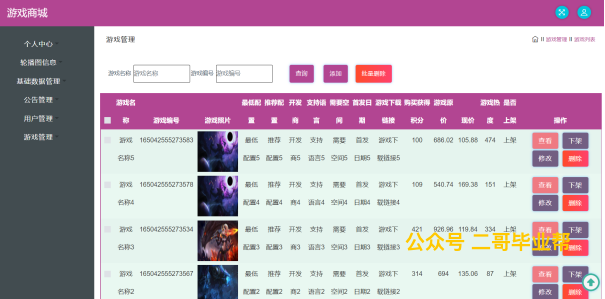 游戏商城
个人中心
轮播图信息
基础数据管理
公告管理
用户管理
游戏管理
游戏管理
游戏管理 游戏列表
游戏名称 游戏名称 游戏编号 游戏编号 查询 添加 批量删除
游戏名称 游戏编号 游戏照片 最低配置 推荐配置 开发商 支持语言 需要空间 首发日期 游戏下载链接 购买获得积分 游戏原价 现价 游戏热度 是否上架 操作
游戏名称5 165042555273583 最低配置5 推荐配置5 开发商5 支持语言5 需要空间5 首发日期5 游戏下载链接5 100 686.02 105.88 474 上架 查看 下架 修改 删除
游戏名称4 165042555273578 最低配置4 推荐配置4 开发商4 支持语言4 需要空间4 首发日期4 游戏下载链接4 109 540.74 169.38 151 上架 查看 下架 修改 删除
游戏名称3 165042555273534 最低配置3 推荐配置3 开发商3 支持语言3 需要空间3 首发日期3 游戏下载链接3 421 826.96 119.84 334 上架 查看 下架 修改 删除
公众号 二哥毕业帮
游戏名称2 165042555273567 最低配置2 推荐配置2 开发商2 支持语言2 需要空间2 首发日期2 游戏下载链接2 314 694 135.06 87 上架 查看 下架 修改 删除